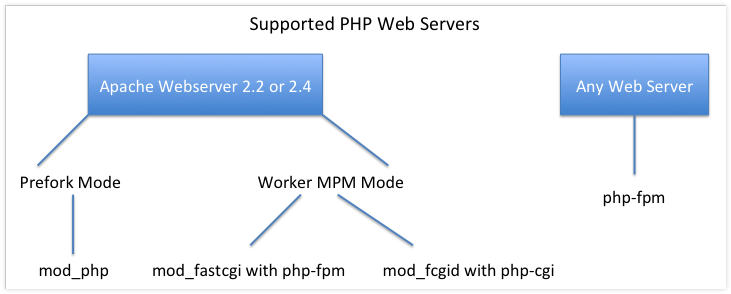 Supported PHP Web Servers
Apache Webserver 2.2 or 2.4
Any Web Server
Prefork Mode
Worker MPM Mode
php-fpm
mod_php
mod_fastcgi with php-fpm
mod_fcgid with php-cgi